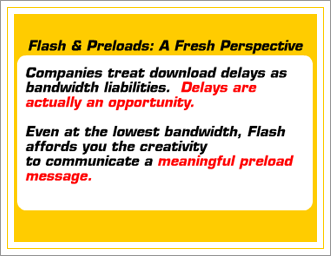 Flash & Preloads: A Fresh Perspective
Companies treat download delays as
bandwidth liabilities. Delays are
actually an opportunity.
Even at the lowest bandwidth, Flash
affords you the creativity
to communicate a meaningful preload
message.